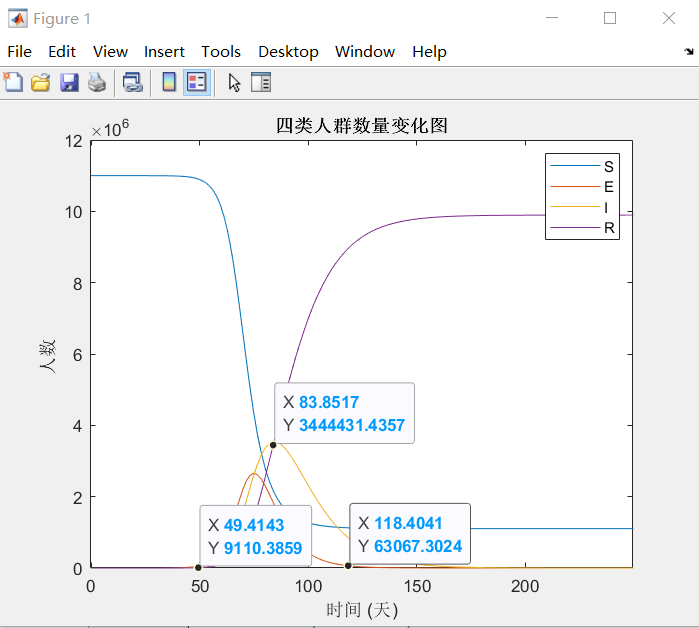 Figure 1
File Edit View Insert Tools Desktop Window Help
×10⁶
四类人群数量变化图
12
10
8
6
4
2
0
人数
S
E
I
R
X 83.8517
Y 3444431.4357
X 49.4143
Y 9110.3859
X 118.4041
Y 63067.3024
0 50 100 150 200
时间 (天)